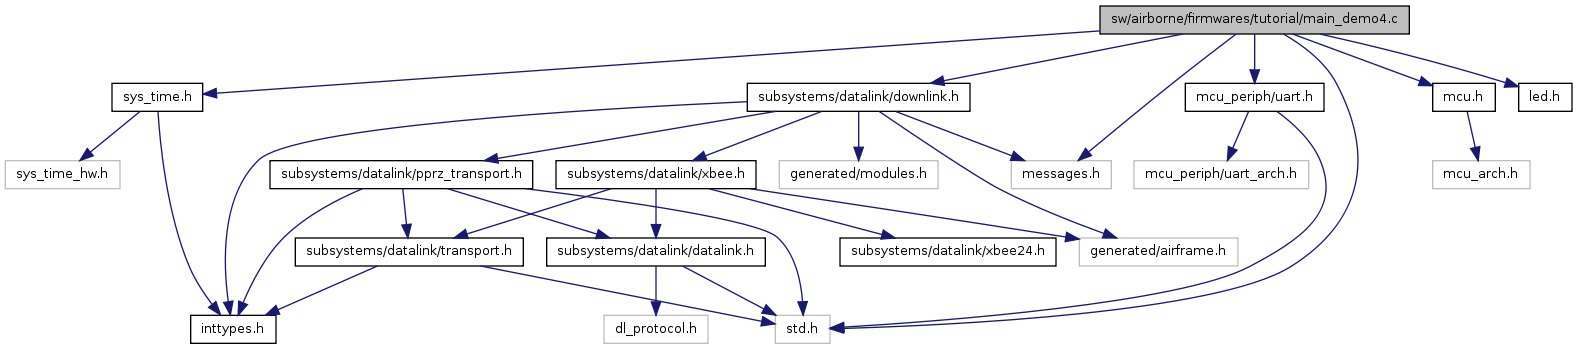 sw/airborne/firmwares/tutorial/main_demo4.c
sys_time.h
subsystems/datalink/downlink.h
mcu_periph/uart.h
mcu.h
led.h
sys_time_hw.h
subsystems/datalink/pprz_transport.h
subsystems/datalink/xbee.h
generated/modules.h
messages.h
mcu_periph/uart_arch.h
mcu_arch.h
subsystems/datalink/transport.h
subsystems/datalink/datalink.h
subsystems/datalink/xbee24.h
generated/airframe.h
inttypes.h
dl_protocol.h
std.h